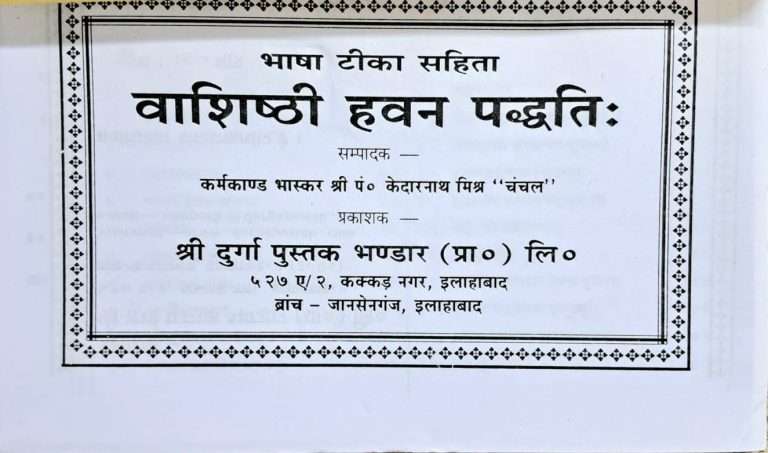 भाषा टीका सहिता
वाशिष्ठी हवन पद्धतिः
सम्पादक —
कर्मकाण्ड भास्कर श्री पं० केदारनाथ मिश्र "चंचल"
प्रकाशक —
श्री दुर्गा पुस्तक भण्डार (प्रा०) लि०
५२७ ए/२, कक्कड़ नगर, इलाहाबाद
ब्रांच – जानसेनगंज, इलाहाबाद